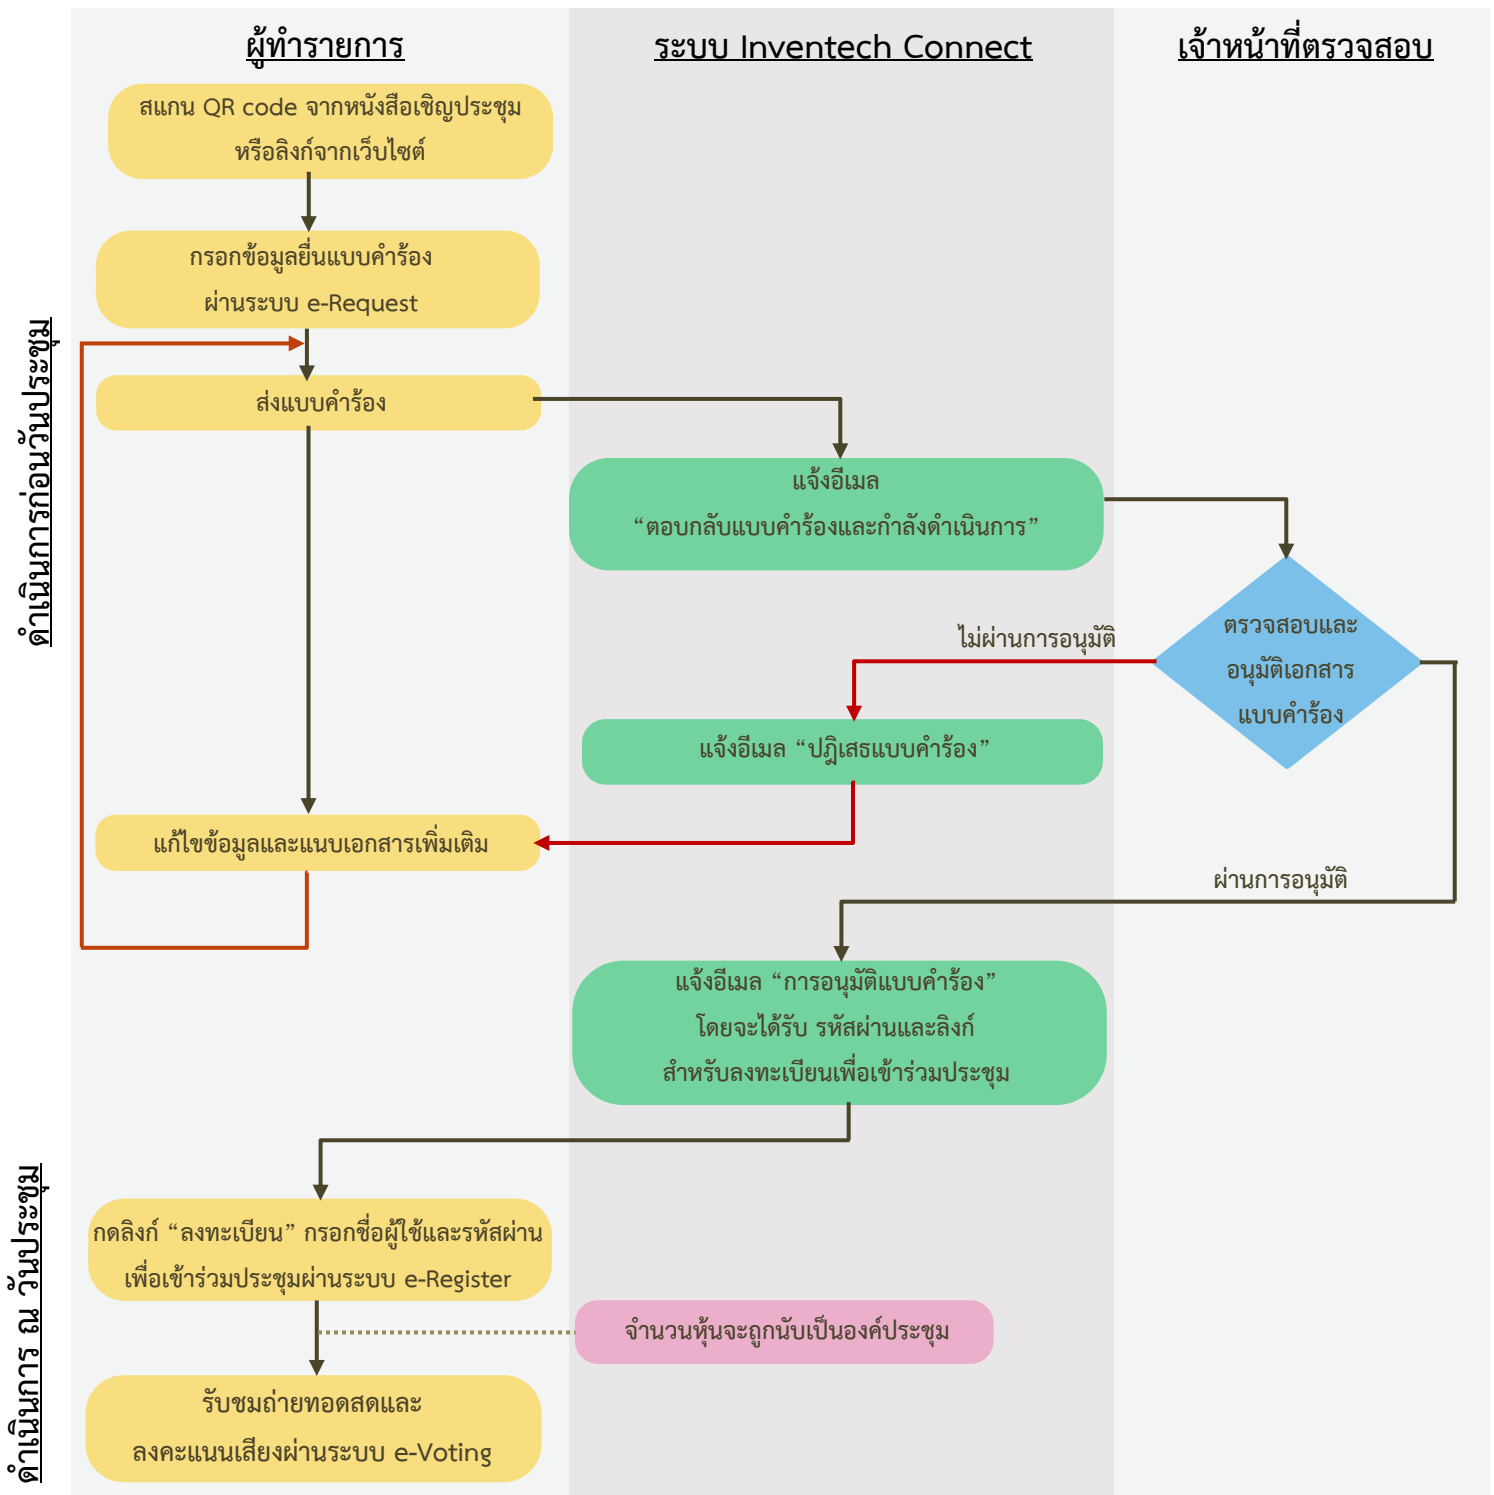 ผู้ทำรายการ
ระบบ Inventech Connect
เจ้าหน้าที่ตรวจสอบ
ดำเนินการก่อนวันประชุม
สแกน QR code จากหนังสือเชิญประชุม
หรือลิงก์จากเว็บไซต์
กรอกข้อมูลยื่นแบบคำร้อง
ผ่านระบบ e-Request
ส่งแบบคำร้อง
แจ้งอีเมล
“ตอบกลับแบบคำร้องและกำลังดำเนินการ”
ตรวจสอบและ
อนุมัติเอกสาร
แบบคำร้อง
ไม่ผ่านการอนุมัติ
แจ้งอีเมล “ปฎิเสธแบบคำร้อง”
แก้ไขข้อมูลและแนบเอกสารเพิ่มเติม
ผ่านการอนุมัติ
แจ้งอีเมล “การอนุมัติแบบคำร้อง”
โดยจะได้รับ รหัสผ่านและลิงก์
สำหรับลงทะเบียนเพื่อเข้าร่วมประชุม
ดำเนินการ ณ วันประชุม
กดลิงก์ “ลงทะเบียน” กรอกชื่อผู้ใช้และรหัสผ่าน
เพื่อเข้าร่วมประชุมผ่านระบบ e-Register
จำนวนหุ้นจะถูกนับเป็นองค์ประชุม
รับชมถ่ายทอดสดและ
ลงคะแนนเสียงผ่านระบบ e-Voting